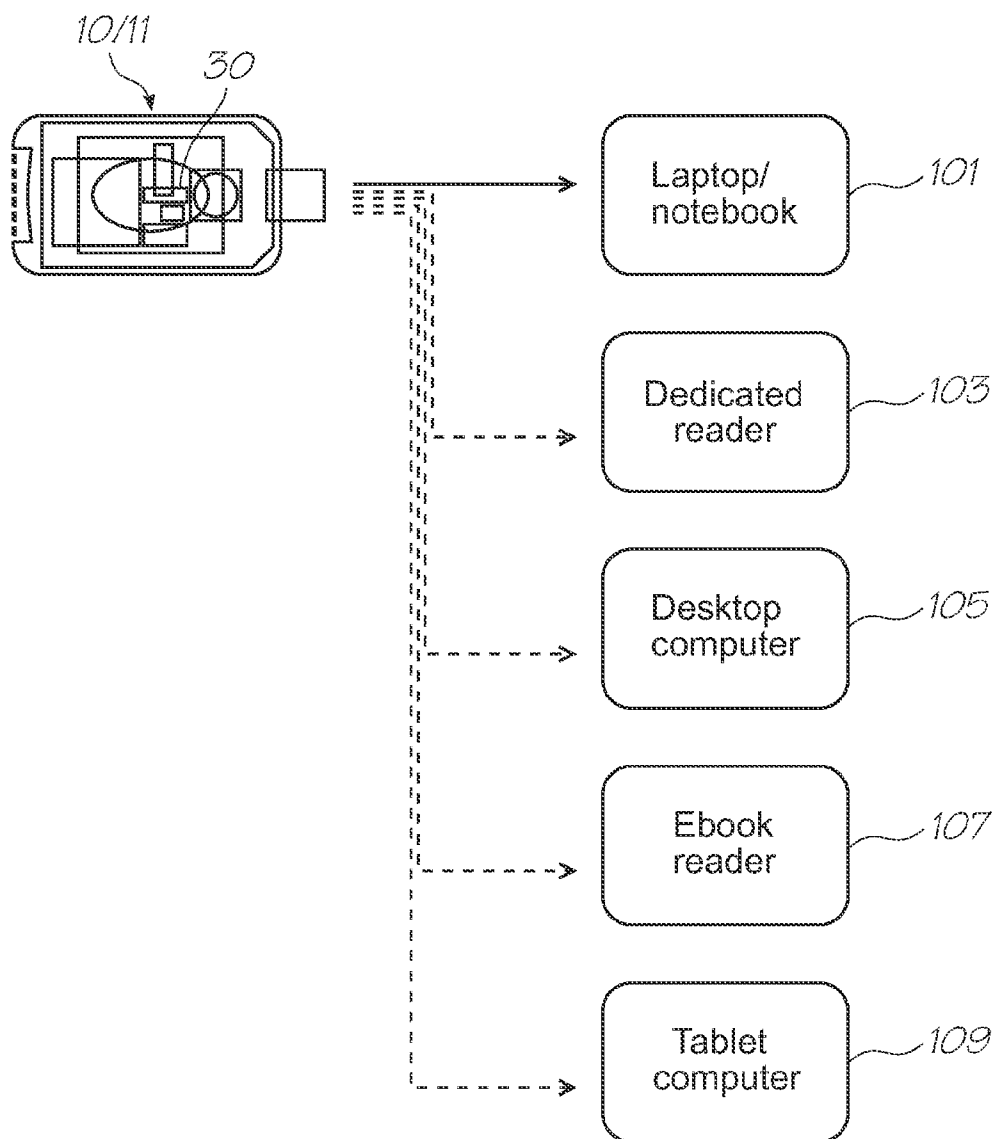 10/11
30
Laptop/
notebook
101
Dedicated
reader
103
Desktop
computer
105
Ebook
reader
107
Tablet
computer
109